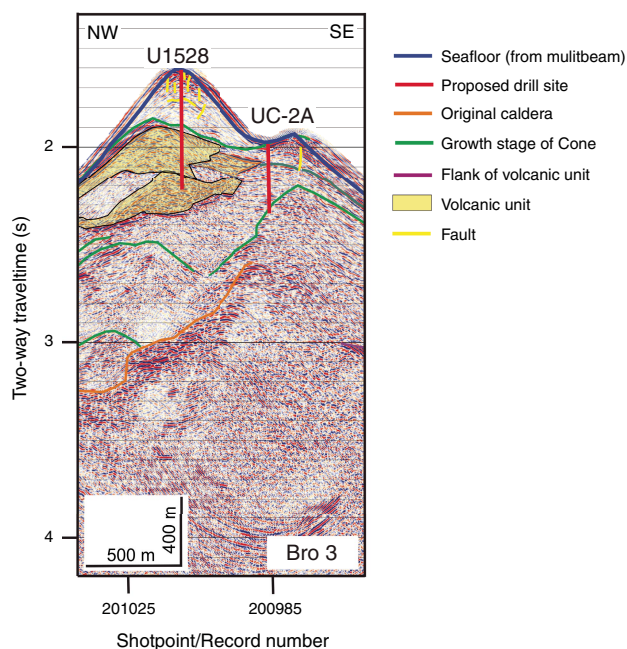 NW
SE
U1528
UC-2A
Seafloor (from mulitbeam)
Proposed drill site
Original caldera
Growth stage of Cone
Flank of volcanic unit
Volcanic unit
Fault
Two-way traveltime (s)
2
3
4
400 m
500 m
Bro 3
201025
200985
Shotpoint/Record number